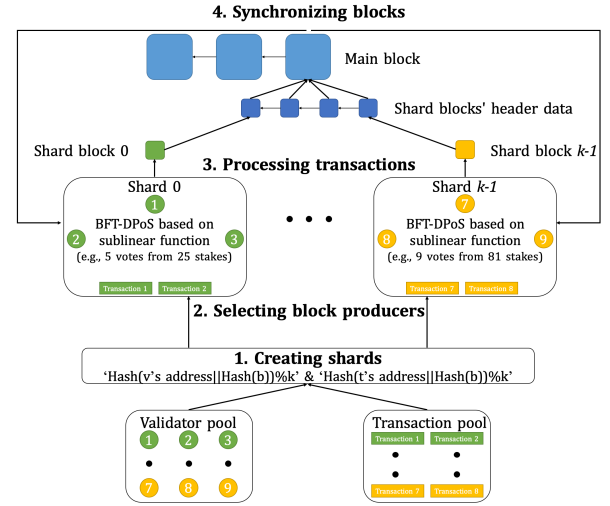 4. Synchronizing blocks
Main block
Shard blocks' header data
Shard block 0
Shard block k-1
3. Processing transactions
Shard 0
1
BFT-DPoS based on
2
sublinear function
3
(e.g., 5 votes from 25 stakes)
Transaction 1
Transaction 2
Shard k-1
7
BFT-DPoS based on
8
sublinear function
9
(e.g., 9 votes from 81 stakes)
Transaction 7
Transaction 8
2. Selecting block producers
1. Creating shards
‘Hash(v’s address||Hash(b))%k’ & ‘Hash(t’s address||Hash(b))%k’
Validator pool
1 2 3
7 8 9
Transaction pool
Transaction 1 Transaction 2
Transaction 7 Transaction 8